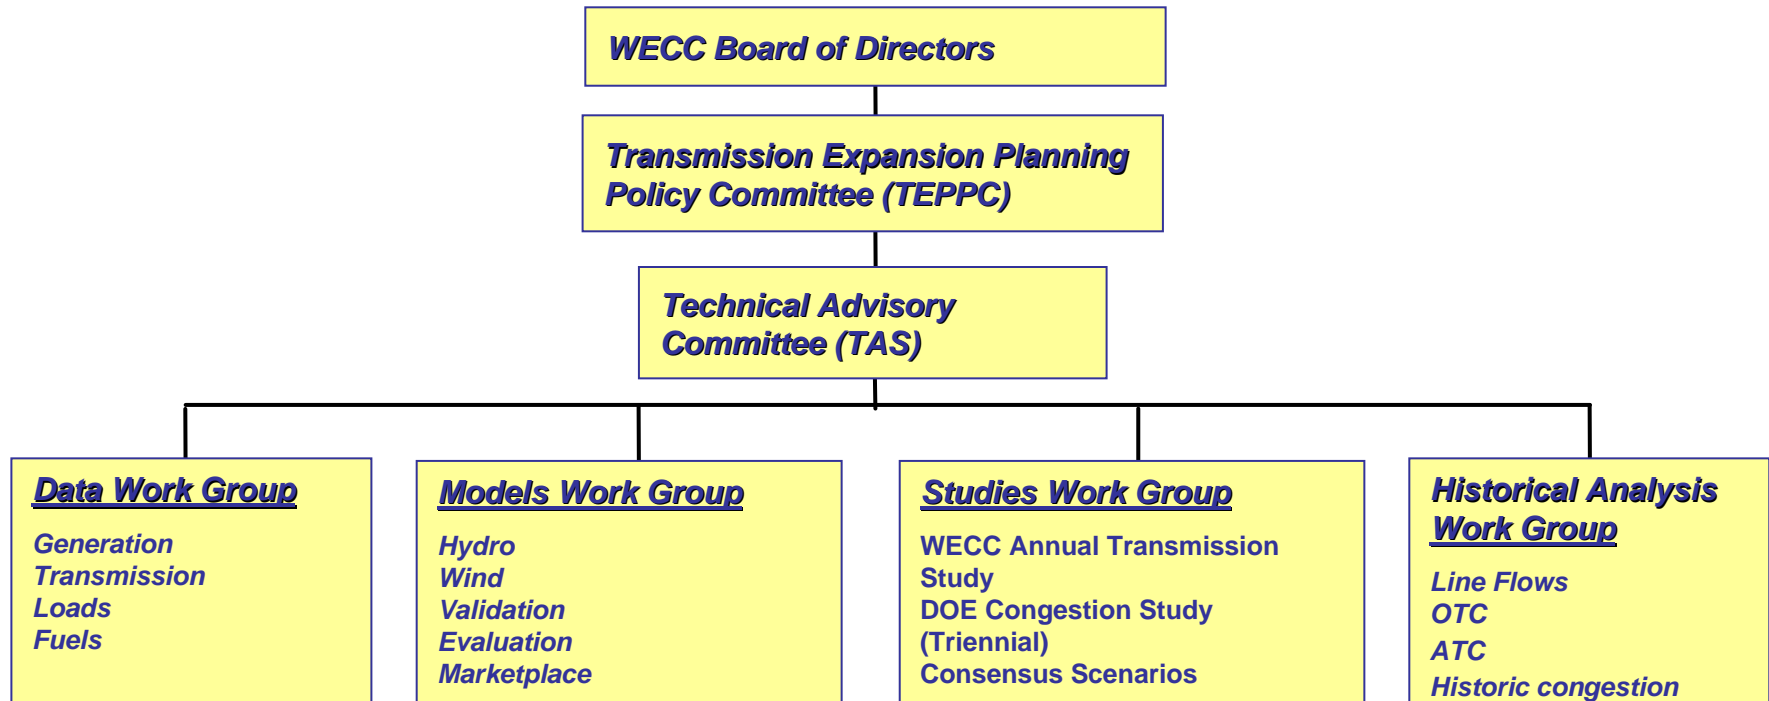 WECC Board of Directors
Transmission Expansion Planning
Policy Committee (TEPPC)
Technical Advisory
Committee (TAS)
Data Work Group
Generation
Transmission
Loads
Fuels
Models Work Group
Hydro
Wind
Validation
Evaluation
Marketplace
Studies Work Group
WECC Annual Transmission
Study
DOE Congestion Study
(Triennial)
Consensus Scenarios
Historical Analysis
Work Group
Line Flows
OTC
ATC
Historic congestion